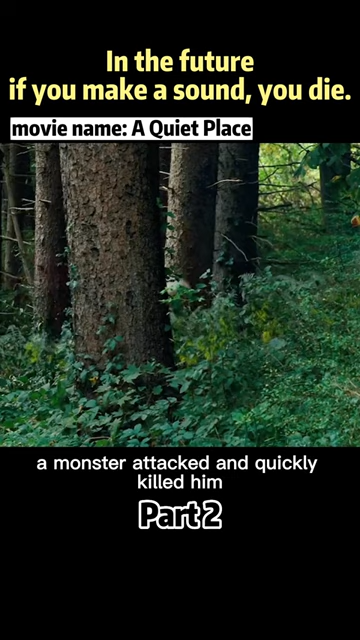 In the future
if you make a sound, you die.
movie name: A Quiet Place
a monster attacked and quickly
killed him
Part 2